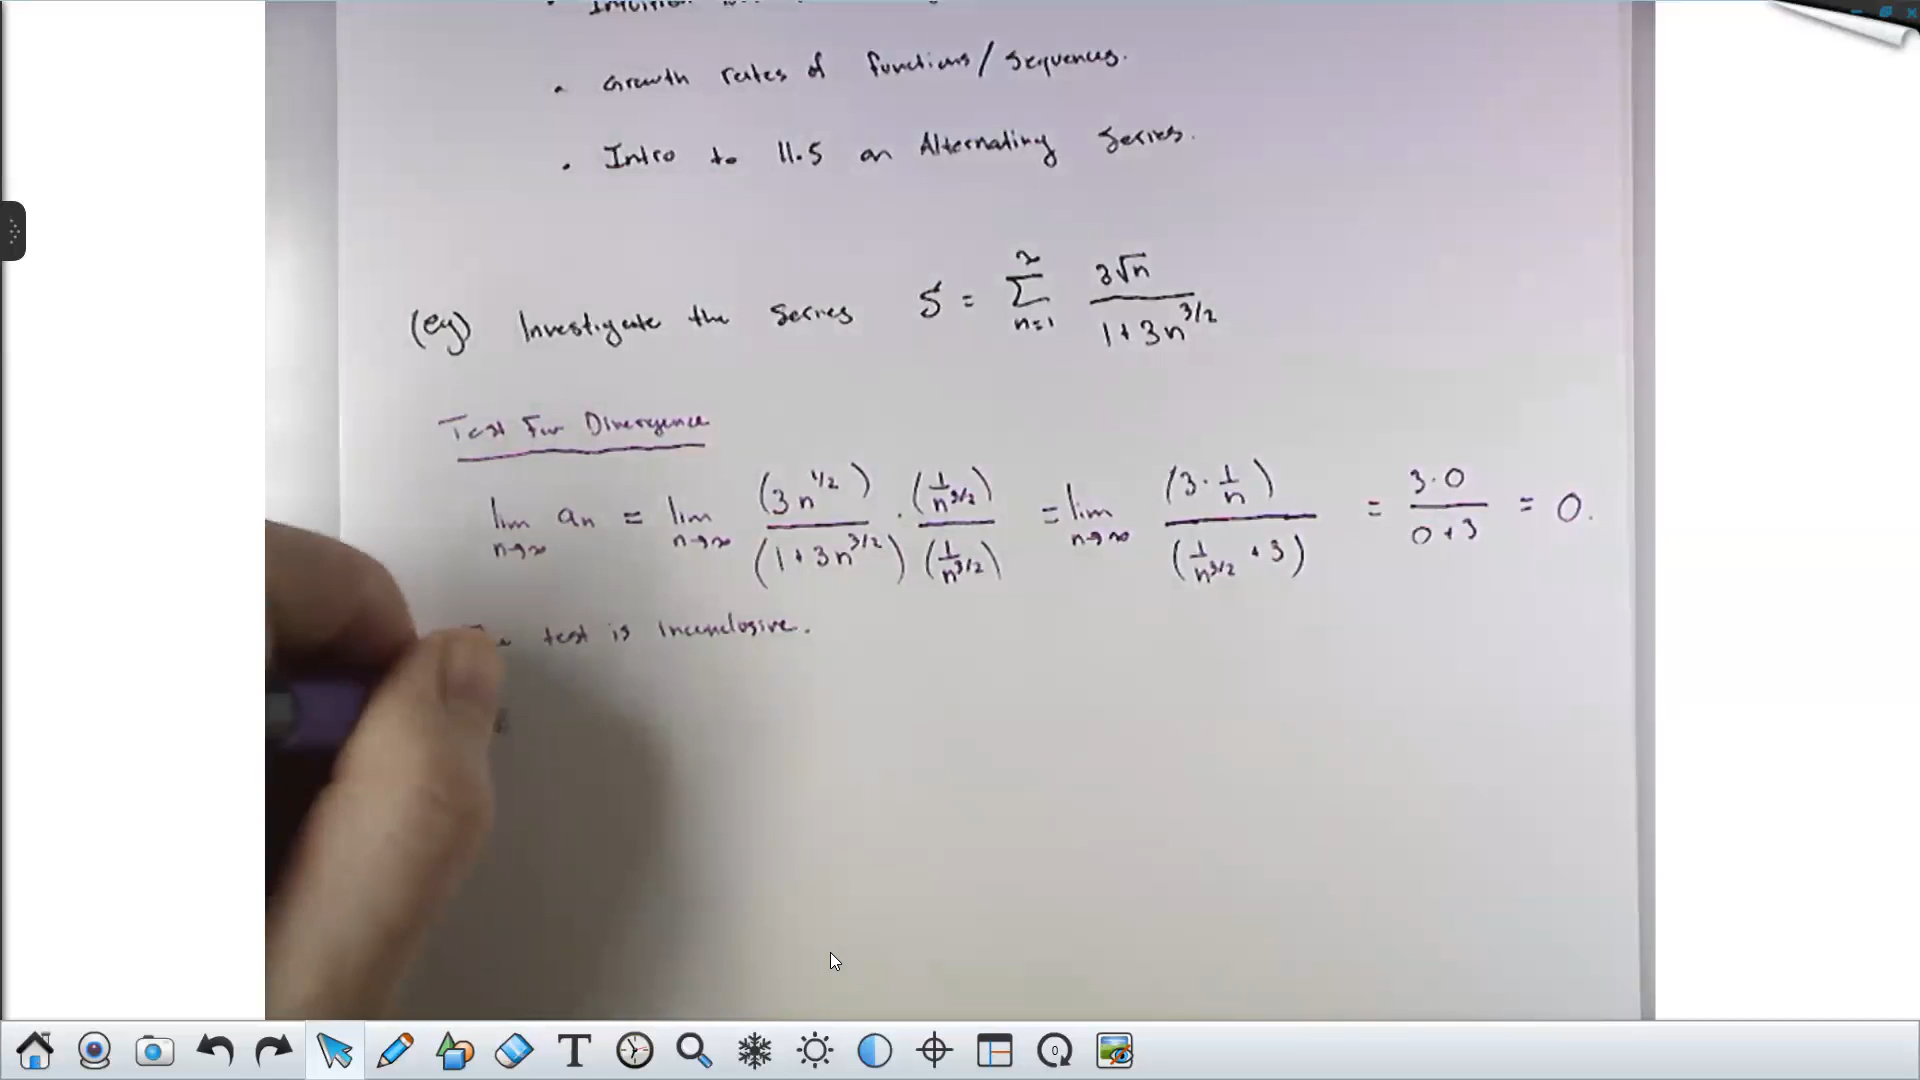 • Growth rates of functions/sequences.
• Intro to 11.5 on Alternating Series.
(eg) Investigate the series S = ∑_{n=1}^{∞} 3√n / (1+3n^{3/2})
Test For Divergence
lim_{n→∞} an = lim_{n→∞} (3n^{1/2}) / (1+3n^{3/2}) · (1/n^{3/2}) / (1/n^{3/2}) = lim_{n→∞} (3·1/n) / (1/n^{3/2} + 3) = 3·0 / 0+3 = 0.
test is inconclusive.